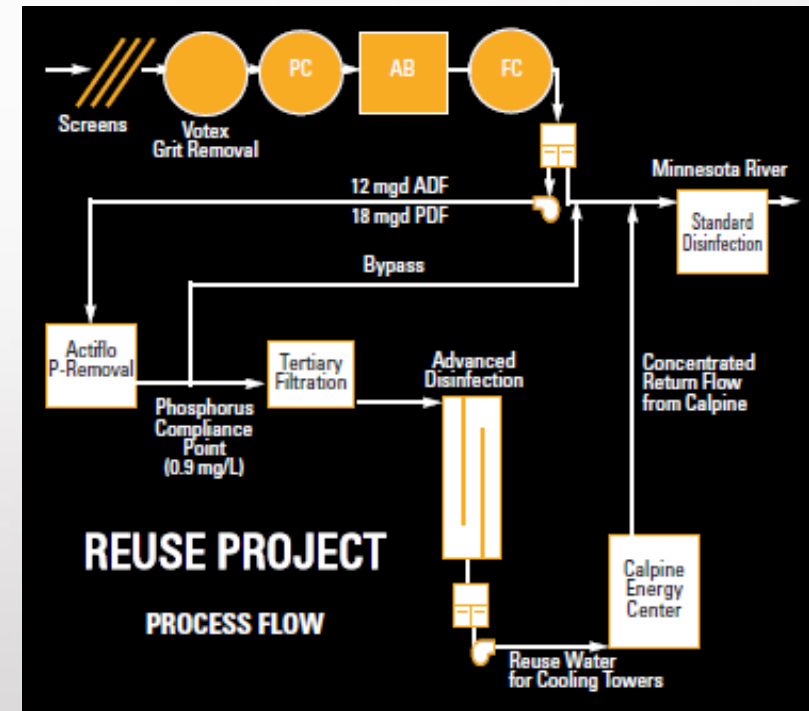 PC
AB
FC
Screens
Votex
Grit Removal
Minnesota River
12 mgd ADF
18 mgd PDF
Standard
Disinfection
Bypass
Actiflo
P-Removal
Tertiary
Filtration
Advanced
Disinfection
Concentrated
Return Flow
from Calpine
Phosphorus
Compliance
Point
(0.9 mg/L)
REUSE PROJECT
PROCESS FLOW
Calpine
Energy
Center
Reuse Water
for Cooling Towers